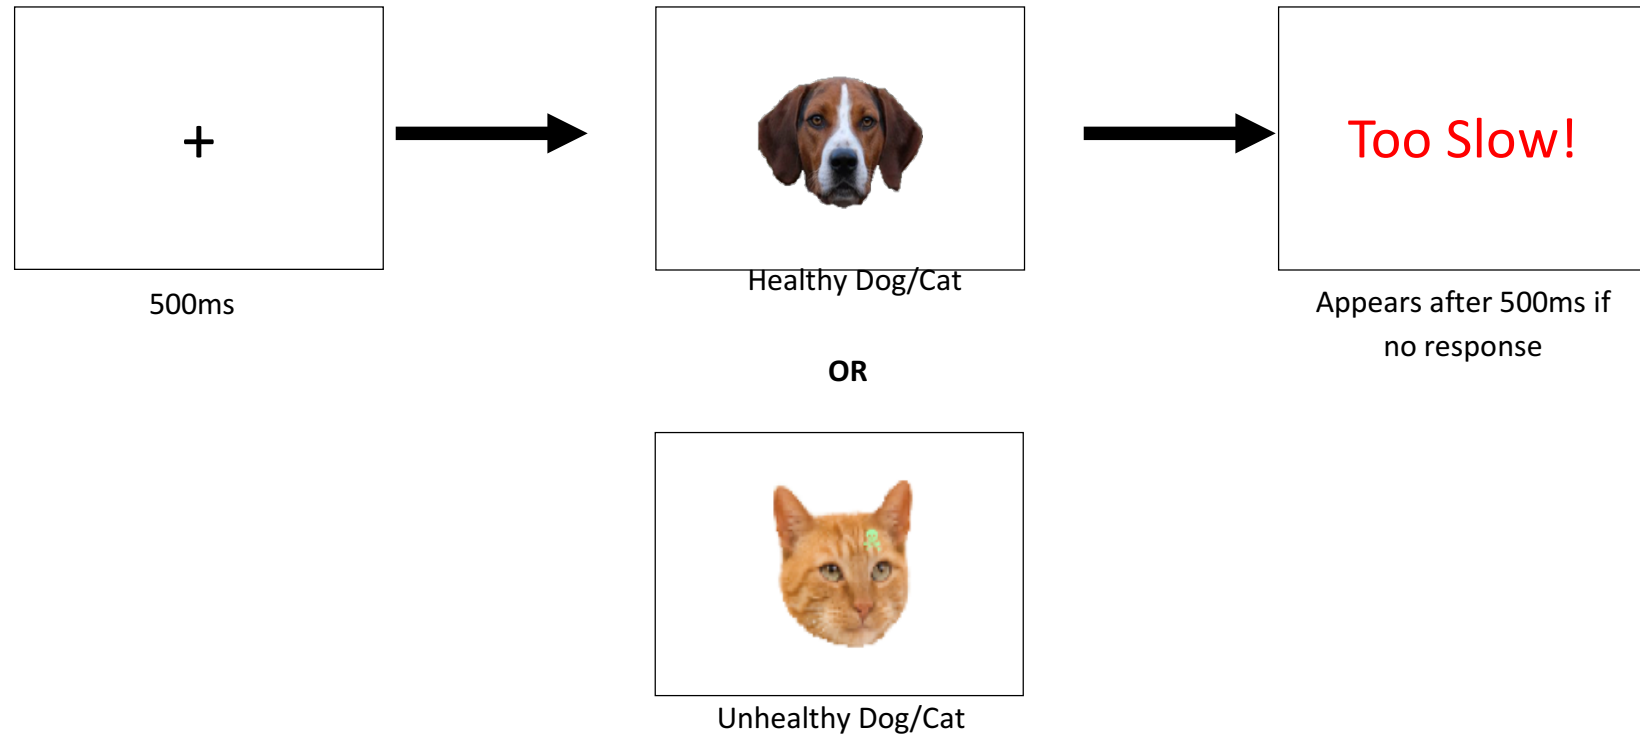 +
Too Slow!
500ms
Healthy Dog/Cat
Appears after 500ms if
no response
OR
Unhealthy Dog/Cat